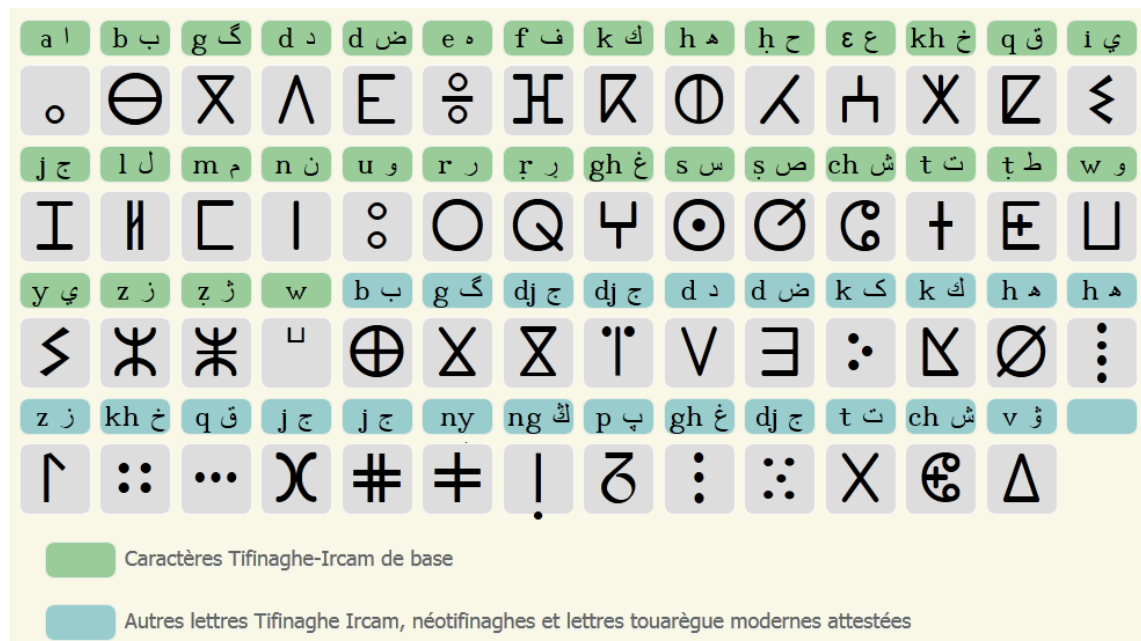 a ا b ب g گ d د d ض e ه f ف k ك h ھ ḥ ح ε ع kh خ q ق i ي
ⴰ ⴱ ⴳ ⴷ ⴹ ⴻ ⴼ ⴽ ⵀ ⵃ ⵄ ⵅ ⵇ ⵉ
j ج l ل m م n ن u و r ر ṛ ڕ gh غ s س ṣ ص ch ش t ت ṭ ط w و
ⵊ ⵍ ⵎ ⵏ ⵓ ⵔ ⵕ ⵖ ⵙ ⵚ ⵛ ⵜ ⵟ ⵡ
y ي z ز ẓ ژ w b ب g گ dj ج dj ج d د d ض k ک k ك h ھ h ھ
ⵢ ⵣ ⵥ ⵯ ⴲ ⴴ ⴵ ⴶ ⴸ ⴺ ⴾ ⴿ ⵁ ⵂ
z ز kh خ q ق j ج j ج ny ng ڭ p پ gh غ dj ج t ت ch ش v ۋ
ⵤ ⵆ ⵈ ⵋ ⵌ ⵐ ⵑ ⵒ ⵗ ⵘ ⵝ ⵞ ⵠ
Caractères Tifinaghe-Ircam de base
Autres lettres Tifinaghe Ircam, néotifinaghes et lettres touarègue modernes attestées